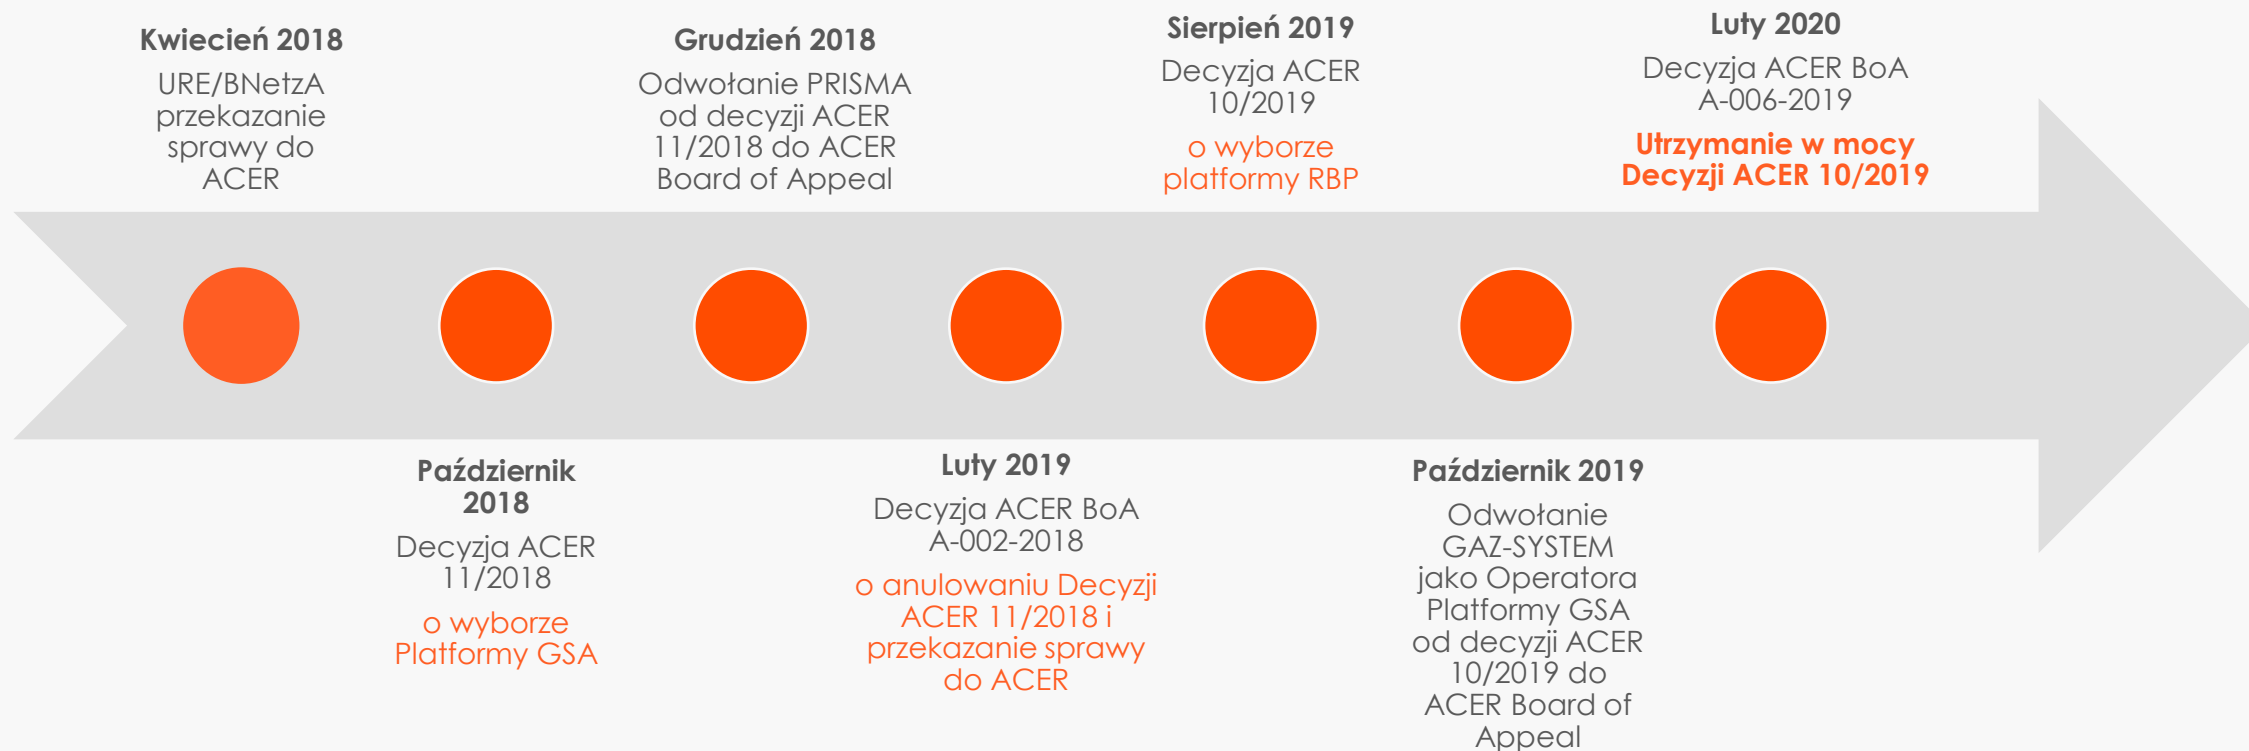 Kwiecień 2018
URE/BNetzA
przekazanie
sprawy do
ACER
Październik
2018
Decyzja ACER
11/2018
o wyborze
Platformy GSA
Grudzień 2018
Odwołanie PRISMA
od decyzji ACER
11/2018 do ACER
Board of Appeal
Luty 2019
Decyzja ACER BoA
A-002-2018
o anulowaniu Decyzji
ACER 11/2018 i
przekazanie sprawy
do ACER
Sierpień 2019
Decyzja ACER
10/2019
o wyborze
platformy RBP
Październik 2019
Odwołanie
GAZ-SYSTEM
jako Operatora
Platformy GSA
od decyzji ACER
10/2019 do
ACER Board of
Appeal
Luty 2020
Decyzja ACER BoA
A-006-2019
Utrzymanie w mocy
Decyzji ACER 10/2019